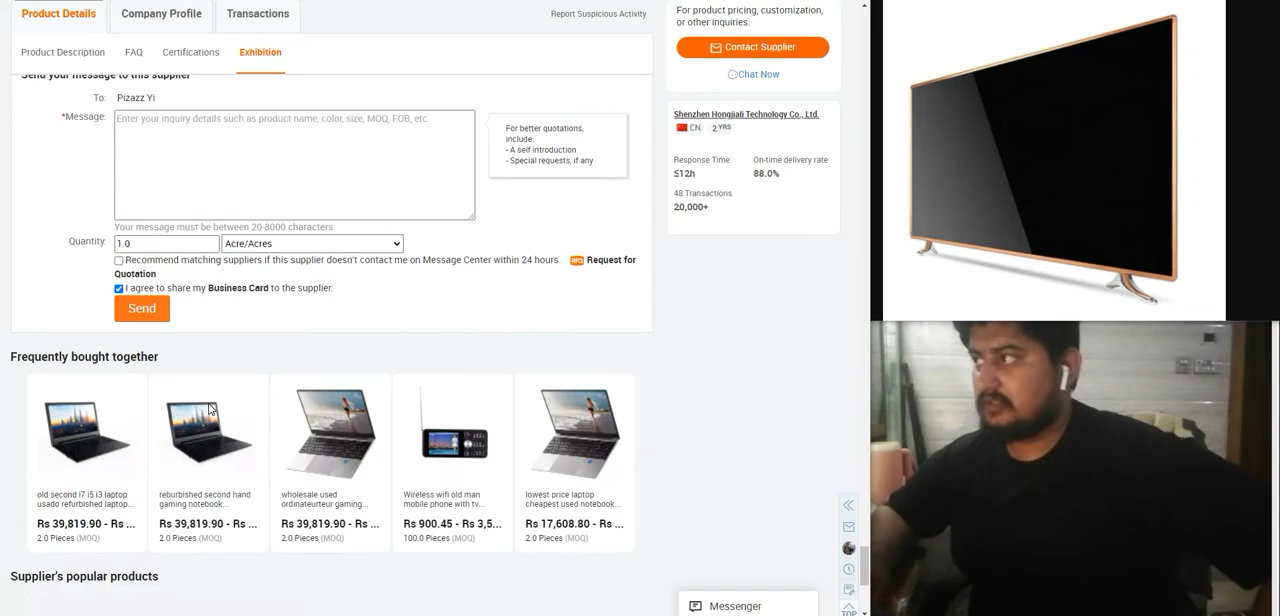 Product Details
Company Profile
Transactions
Report Suspicious Activity
Product Description
FAQ
Certifications
Exhibition
Send your message to this supplier
To:
Pizazz Yi
*Message:
Enter your inquiry details such as product name, color, size, MOQ, FOB, etc.
For better quotations,
include:
- A self introduction
- Special requests, if any
Your message must be between 20-8000 characters
Quantity:
1.0
Acre/Acres
Recommend matching suppliers if this supplier doesn't contact me on Message Center within 24 hours.
RFQ Request for
Quotation
I agree to share my Business Card to the supplier.
Send
For product pricing, customization,
or other inquiries:
Contact Supplier
Chat Now
Shenzhen Hongjiali Technology Co., Ltd.
CN 2 YRS
Response Time
On-time delivery rate
≤12h
88.0%
48 Transactions
20,000+
Frequently bought together
old second i7 i5 i3 laptop
usado refurbished laptop...
Rs 39,819.90 - Rs ...
2.0 Pieces (MOQ)
reburbished second hand
gaming notebook...
Rs 39,819.90 - Rs ...
2.0 Pieces (MOQ)
wholesale used
ordinateurteur gaming...
Rs 39,819.90 - Rs ...
2.0 Pieces (MOQ)
Wireless wifi old man
mobile phone with tv...
Rs 900.45 - Rs 3,5...
100.0 Pieces (MOQ)
lowest price laptop
cheapest used notebook...
Rs 17,608.80 - Rs ...
2.0 Pieces (MOQ)
Supplier's popular products
TOP
Messenger